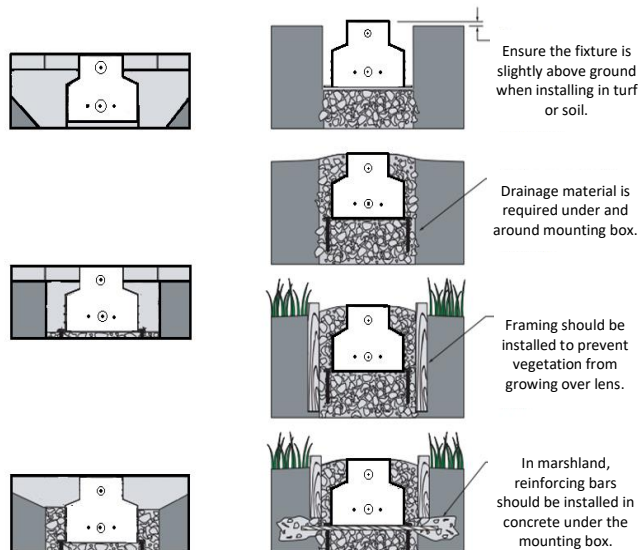 Ensure the fixture is
slightly above ground
when installing in turf
or soil.
Drainage material is
required under and
around mounting box.
Framing should be
installed to prevent
vegetation from
growing over lens.
In marshland,
reinforcing bars
should be installed in
concrete under the
mounting box.